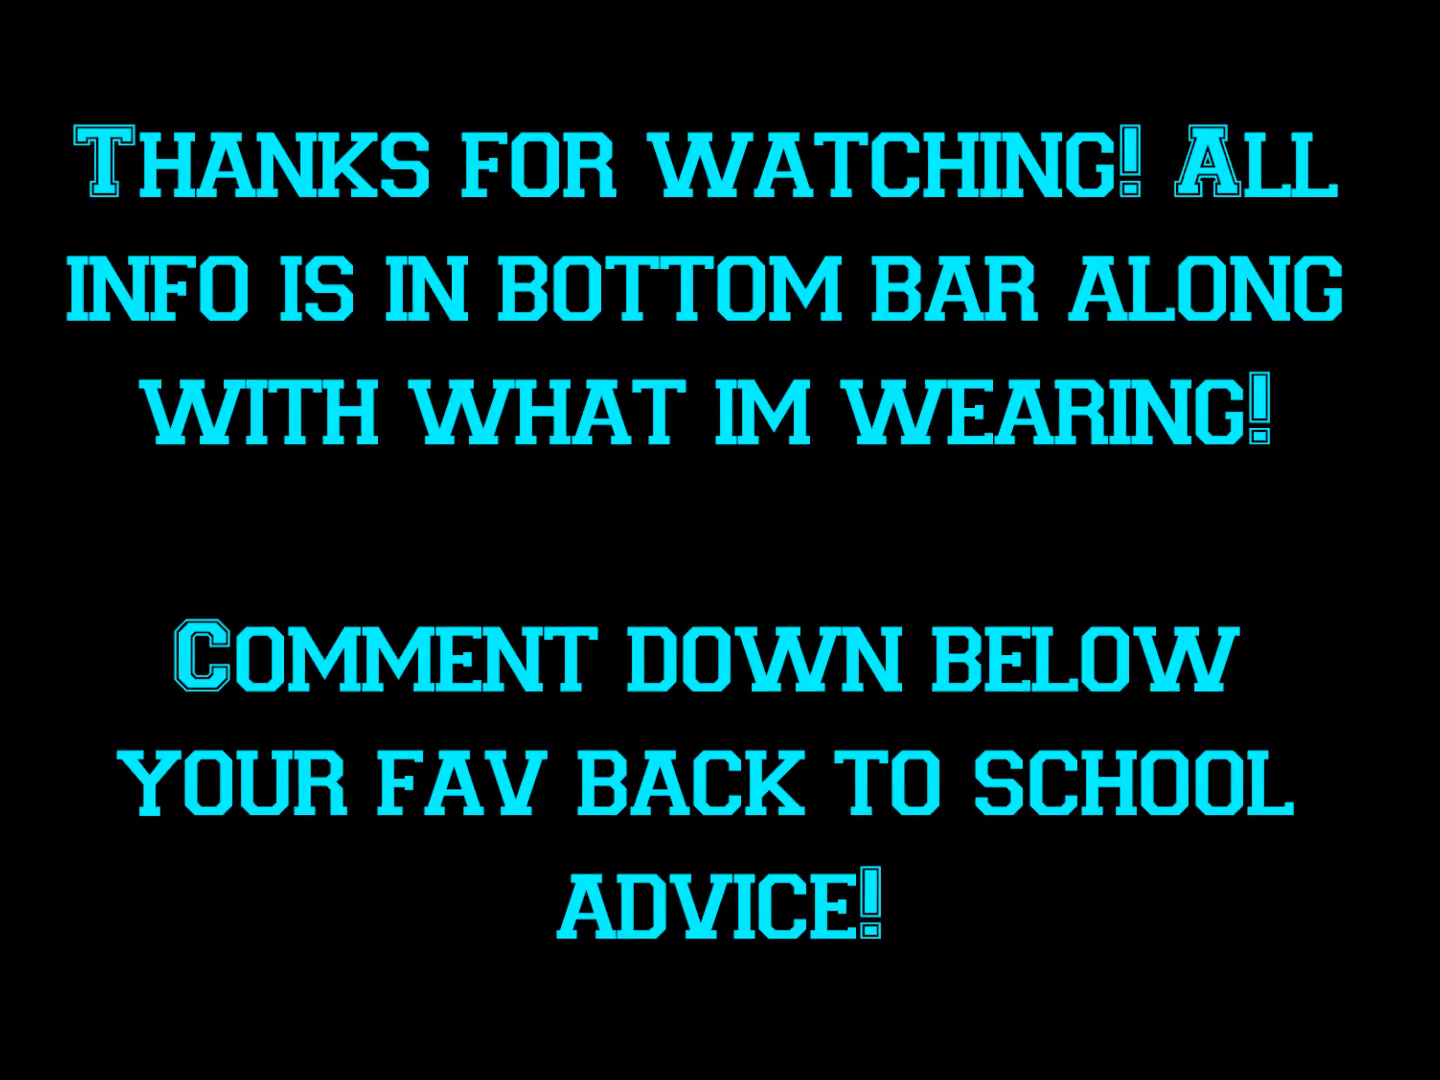 Thanks for watching! All
info is in bottom bar along
with what im wearing!
Comment down below
your fav back to school
advice!